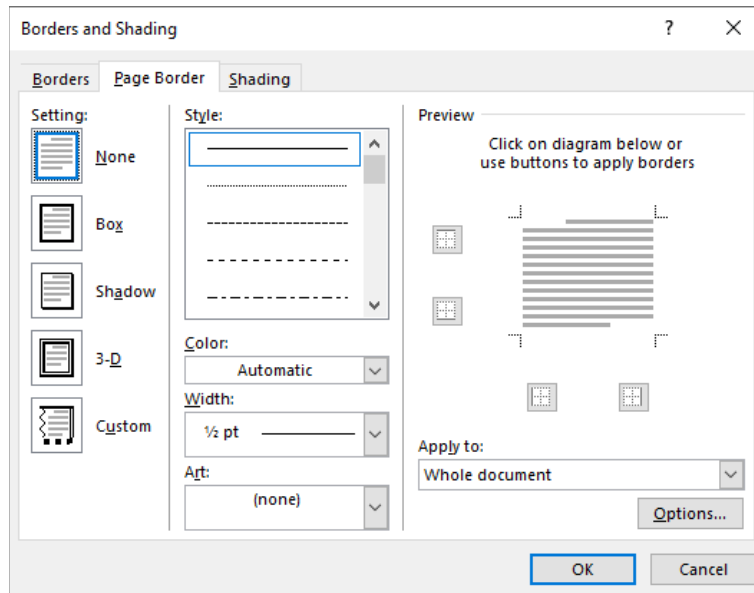 Borders and Shading
?
Borders
Page Border
Shading
Setting:
None
Box
Shadow
3-D
Custom
Style:
Color:
Automatic
Width:
½ pt
Art:
(none)
Preview
Click on diagram below or
use buttons to apply borders
Apply to:
Whole document
Options...
OK
Cancel